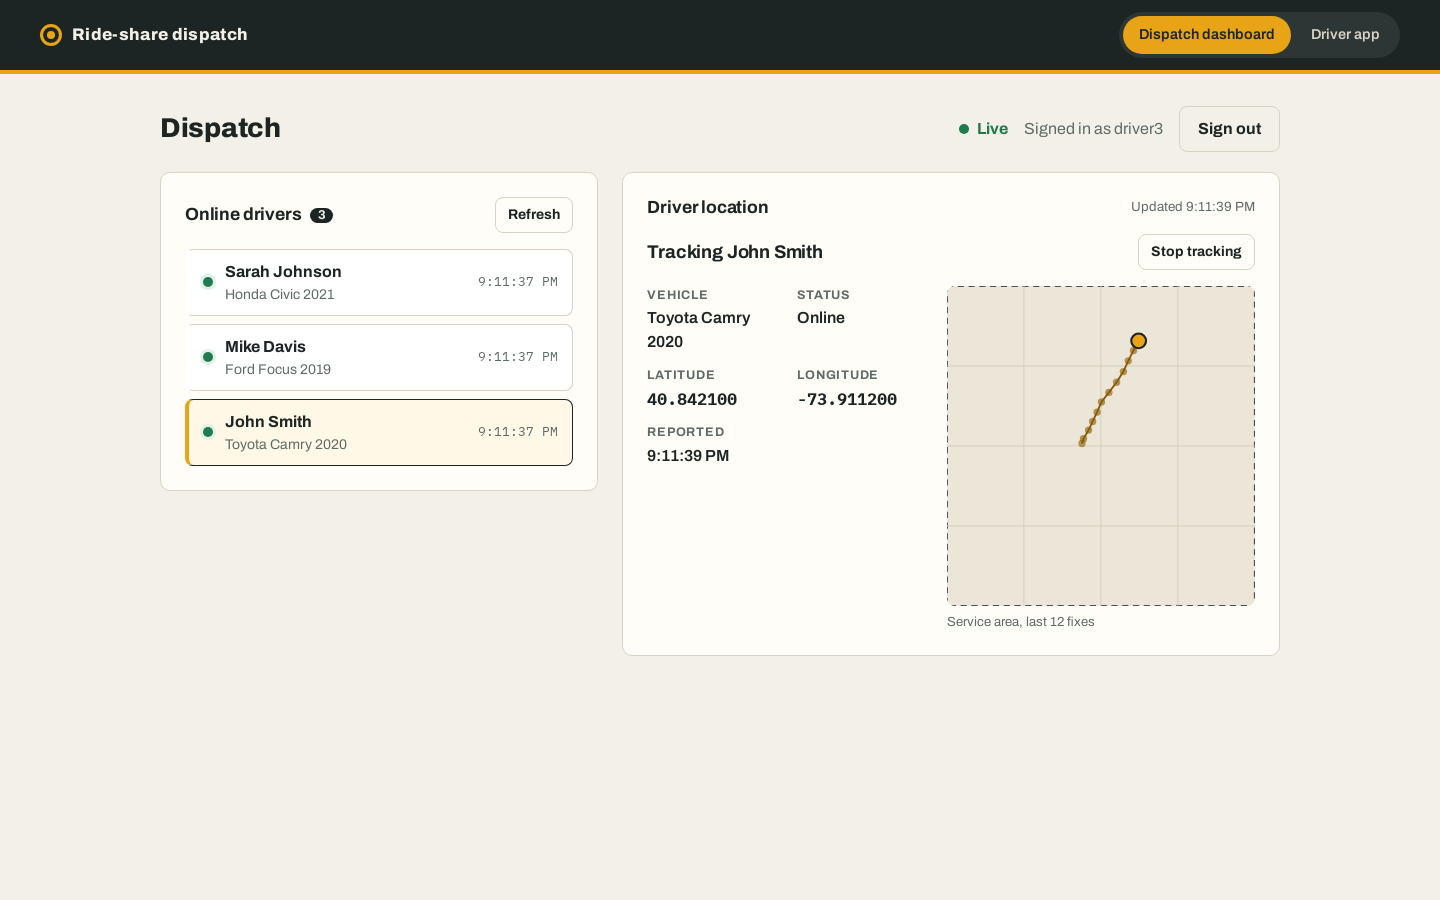 Ride-share dispatch
Dispatch dashboard
Driver app
Dispatch
Live
Signed in as driver3
Sign out
Online drivers 3
Refresh
Sarah Johnson
Honda Civic 2021
9:11:37 PM
Mike Davis
Ford Focus 2019
9:11:37 PM
John Smith
Toyota Camry 2020
9:11:37 PM
Driver location
Updated 9:11:39 PM
Tracking John Smith
Stop tracking
VEHICLE
Toyota Camry
2020
STATUS
Online
LATITUDE
40.842100
LONGITUDE
-73.911200
REPORTED
9:11:39 PM
Service area, last 12 fixes